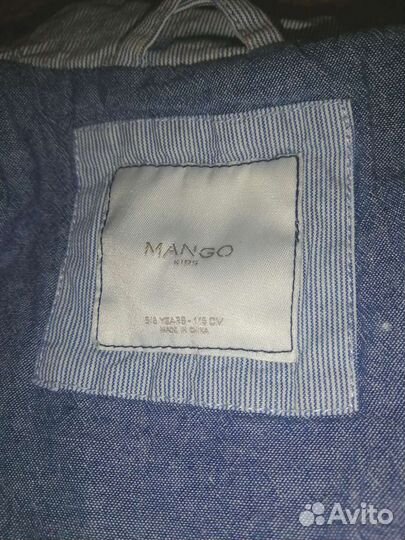 MANGO
KIDS
5/6 YEARS - 116 CM
MADE IN CHINA
Avito